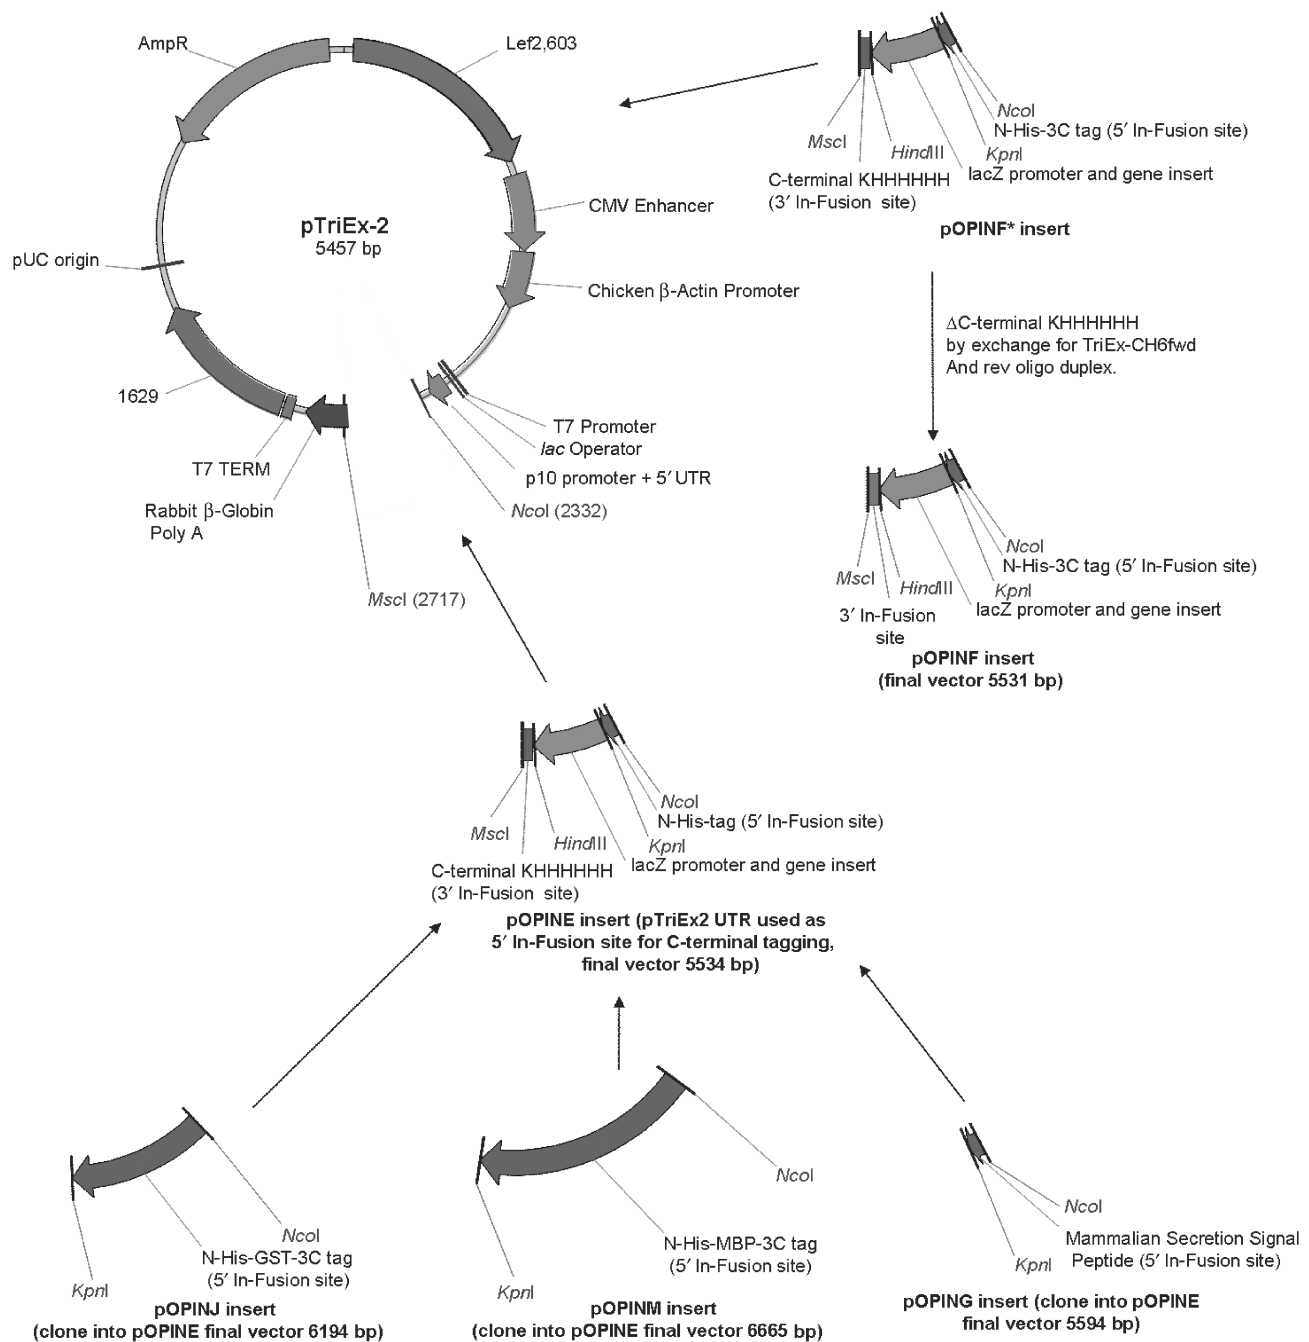 AmpR
Lef2,603
pTriEx-2
5457 bp
CMV Enhancer
pUC origin
Chicken β-Actin Promoter
1629
T7 TERM
Rabbit β-Globin
Poly A
T7 Promoter
lac Operator
p10 promoter + 5′ UTR
NcoI (2332)
MscI (2717)
NcoI
N-His-3C tag (5′ In-Fusion site)
MscI
HindIII
KpnI
lacZ promoter and gene insert
C-terminal KHHHHHH
(3′ In-Fusion site)
pOPINF* insert
ΔC-terminal KHHHHHH
by exchange for TriEx-CH6fwd
And rev oligo duplex.
NcoI
N-His-3C tag (5′ In-Fusion site)
MscI
HindIII
KpnI
lacZ promoter and gene insert
3′ In-Fusion
site
pOPINF insert
(final vector 5531 bp)
NcoI
N-His-tag (5′ In-Fusion site)
MscI
HindIII
KpnI
lacZ promoter and gene insert
C-terminal KHHHHHH
(3′ In-Fusion site)
pOPINE insert (pTriEx2 UTR used as
5′ In-Fusion site for C-terminal tagging,
final vector 5534 bp)
NcoI
N-His-GST-3C tag
(5′ In-Fusion site)
KpnI
pOPINJ insert
(clone into pOPINE final vector 6194 bp)
NcoI
N-His-MBP-3C tag
(5′ In-Fusion site)
KpnI
pOPINM insert
(clone into pOPINE final vector 6665 bp)
NcoI
Mammalian Secretion Signal
Peptide (5′ In-Fusion site)
KpnI
pOPING insert (clone into pOPINE
final vector 5594 bp)